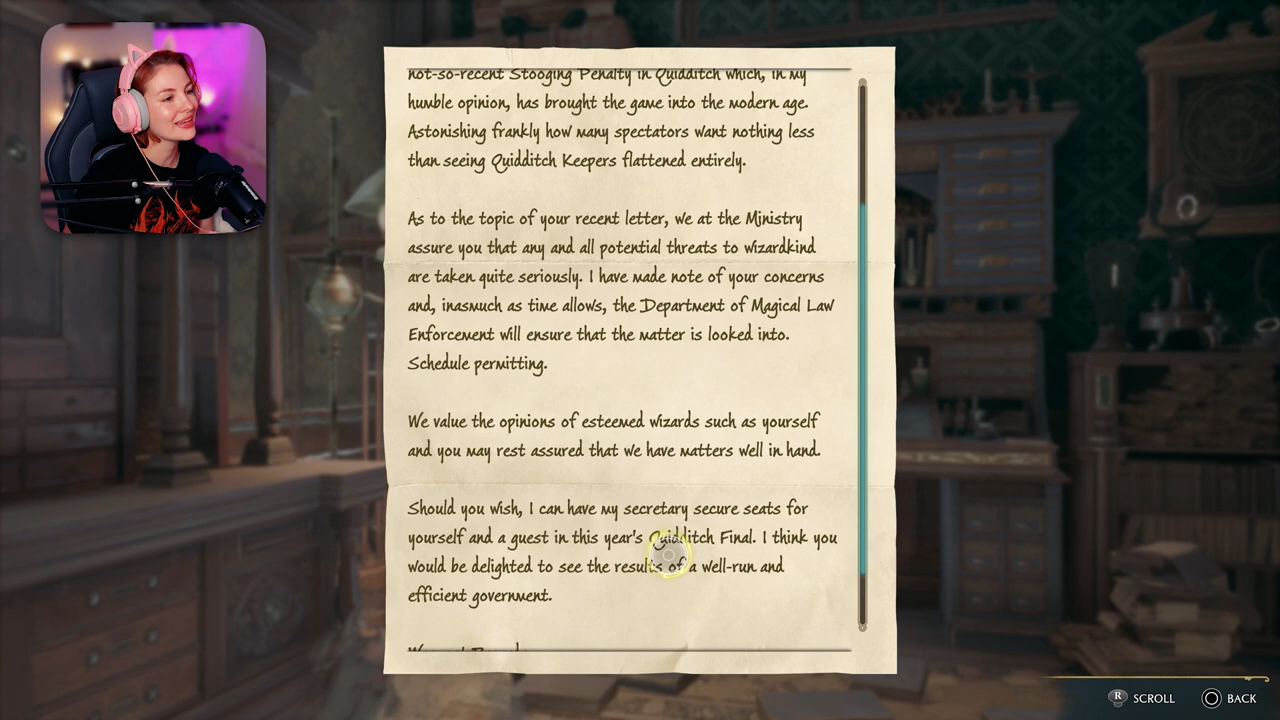 not-so-recent Stooging Penalty in Quidditch which, in my
humble opinion, has brought the game into the modern age.
Astonishing frankly how many spectators want nothing less
than seeing Quidditch Keepers flattened entirely.
As to the topic of your recent letter, we at the Ministry
assure you that any and all potential threats to wizardkind
are taken quite seriously. I have made note of your concerns
and, inasmuch as time allows, the Department of Magical Law
Enforcement will ensure that the matter is looked into.
Schedule permitting.
We value the opinions of esteemed wizards such as yourself
and you may rest assured that we have matters well in hand.
Should you wish, I can have my secretary secure seats for
yourself and a guest in this year's Quidditch Final. I think you
would be delighted to see the results of a well-run and
efficient government.
R SCROLL BACK